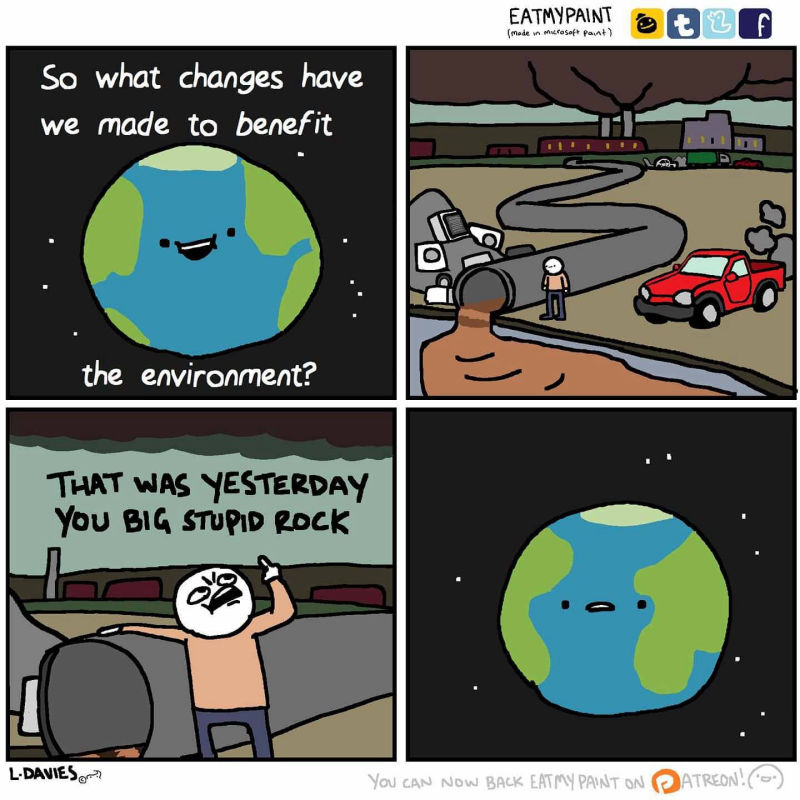 EATMYPAINT
(made in microsoft paint)
So what changes have
we made to benefit
the environment?
THAT WAS YESTERDAY
YOU BIG STUPID ROCK
L·DAVIES ©
YOU CAN NOW BACK EATMYPAINT ON PATREON!